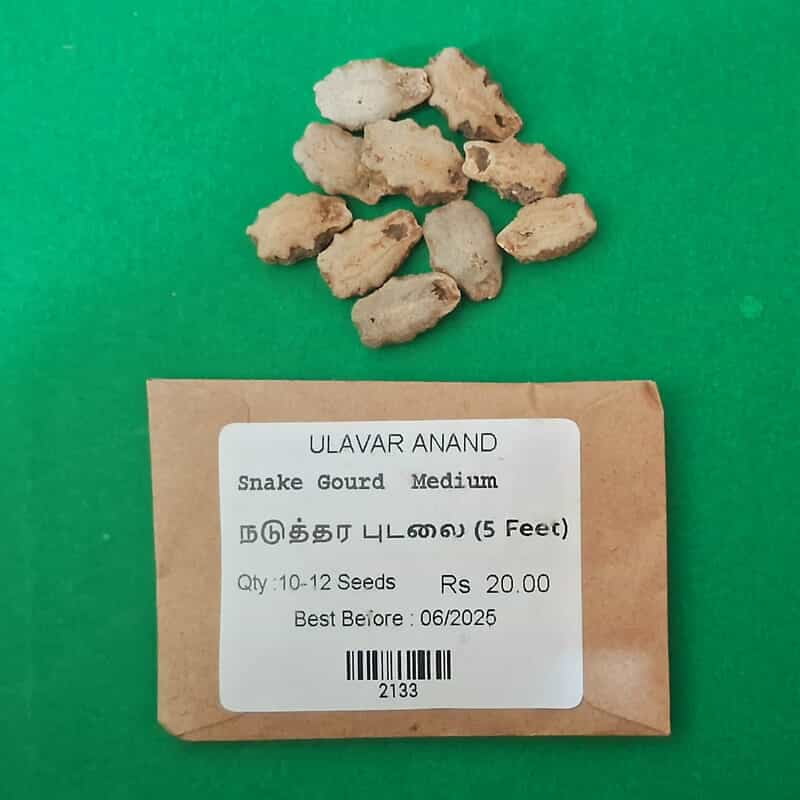 ULAVAR ANAND
Snake Gourd Medium
நடுத்தர புடலை (5 Feet)
Qty :10-12 Seeds Rs 20.00
Best Before : 06/2025
2133